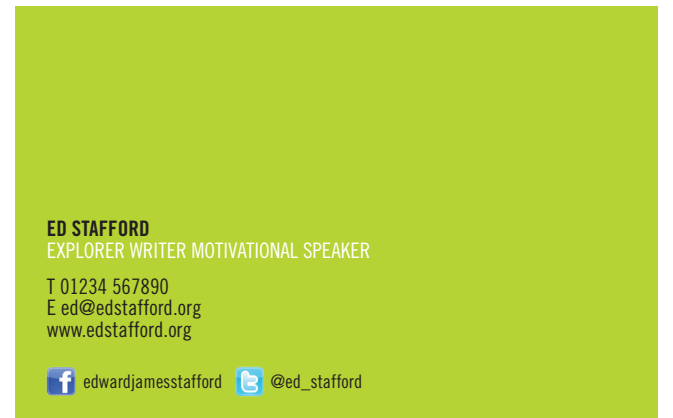 ED STAFFORD
EXPLORER WRITER MOTIVATIONAL SPEAKER
T 01234 567890
E ed@edstafford.org
www.edstafford.org
edwardjamesstafford @ed_stafford